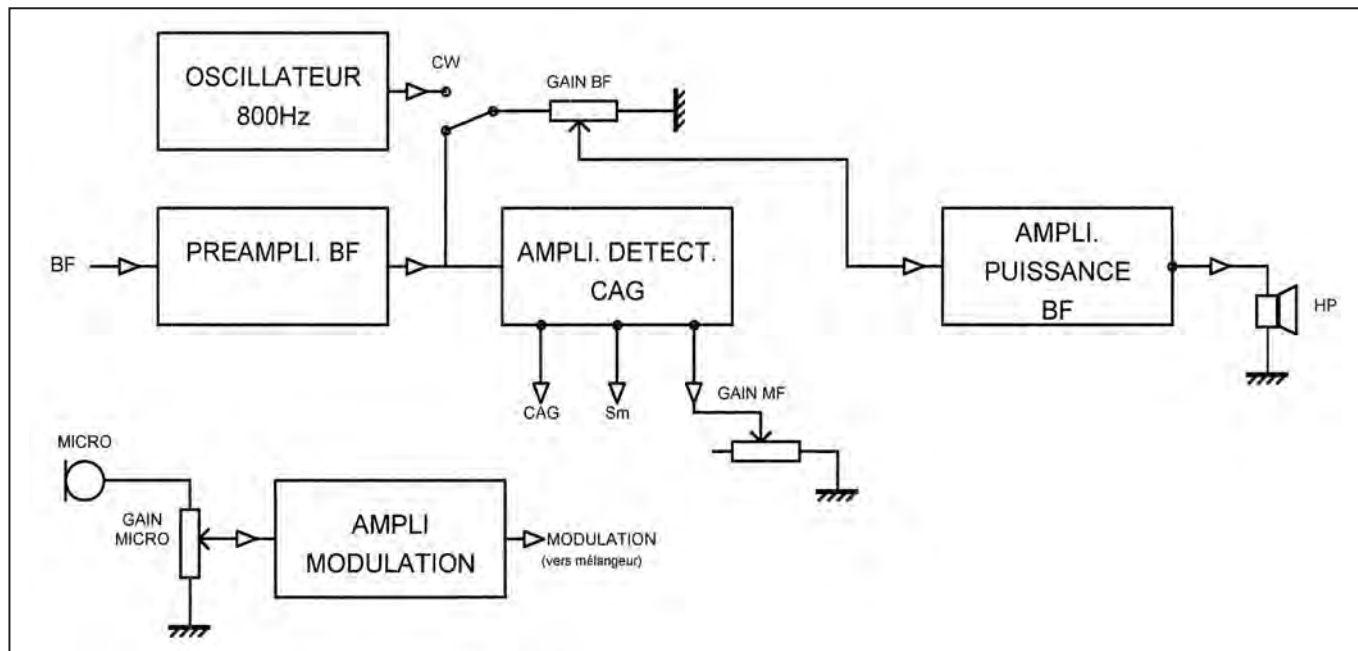 OSCILLATEUR
800Hz
CW
GAIN BF
BF
PREAMPLI. BF
AMPLI. DETECT.
CAG
AMPLI.
PUISSANCE
BF
HP
CAG
Sm
GAIN MF
MICRO
GAIN
MICRO
AMPLI
MODULATION
MODULATION
(vers mélangeur)